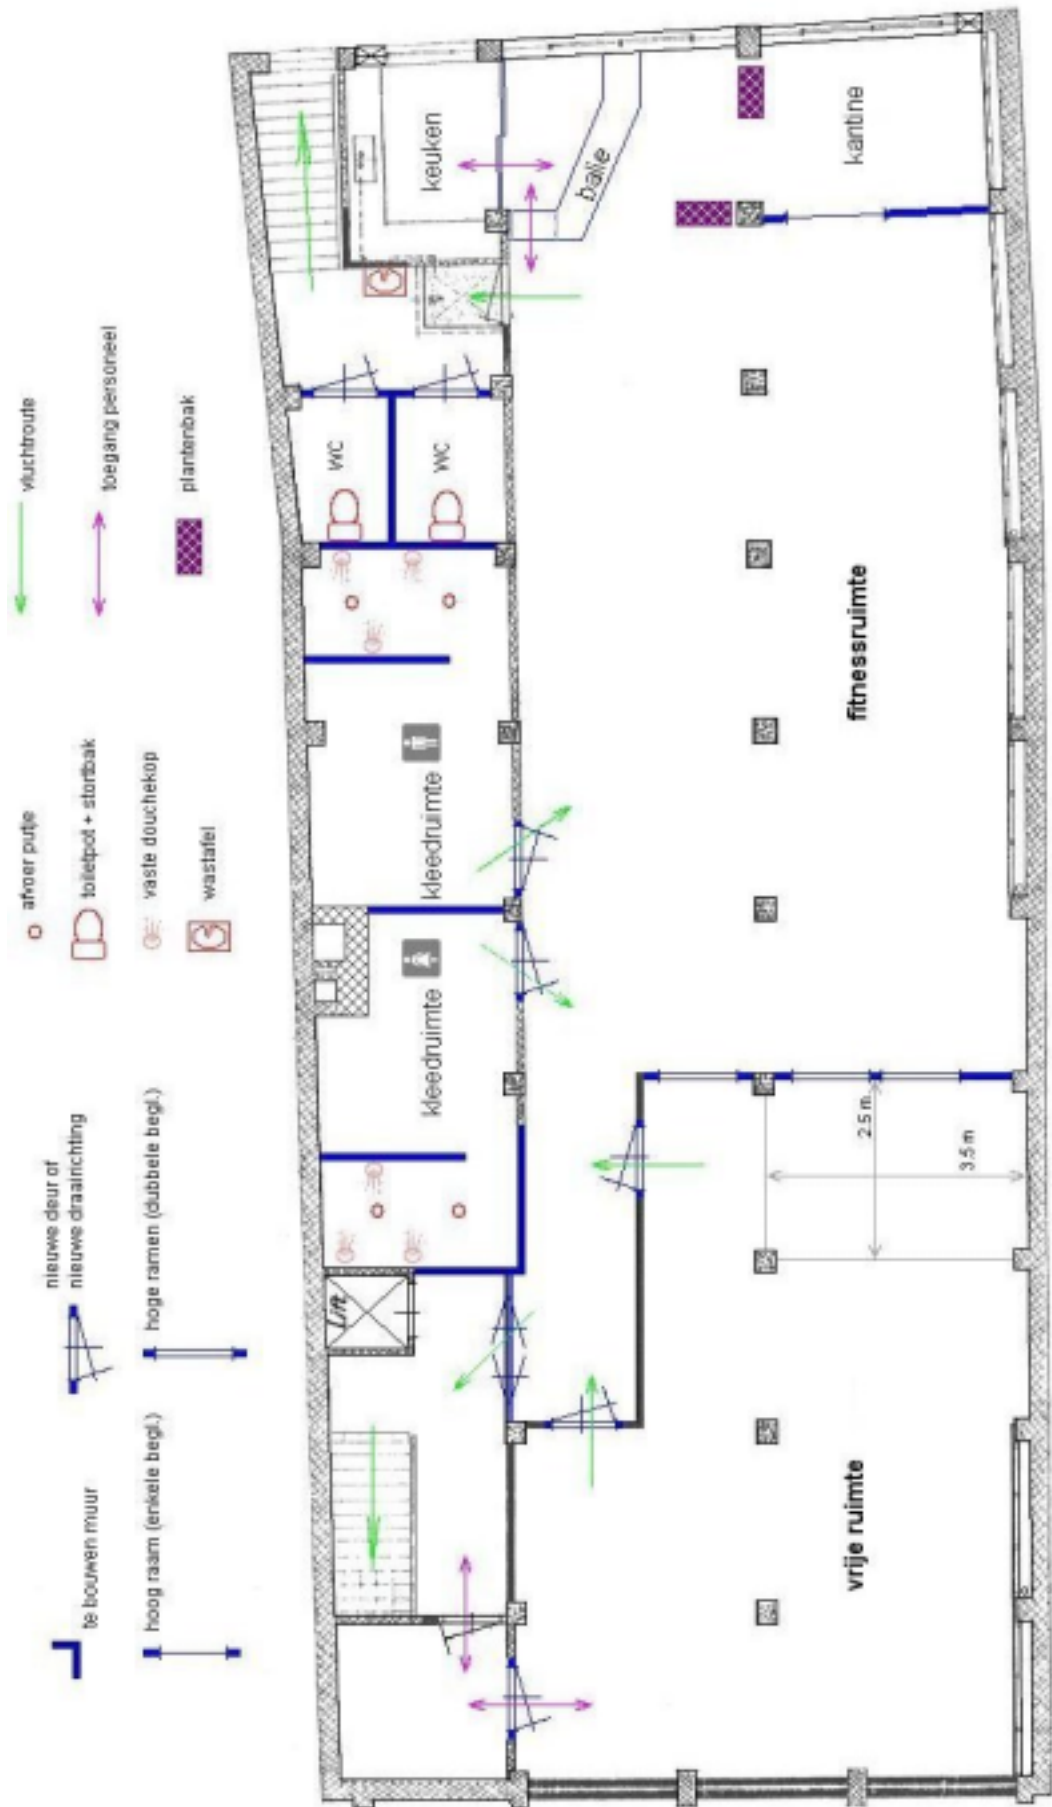 te bouwen muur
nieuwe deur of
nieuwe draairichting
afvoer putje
vluchtroute
toiletpot + stortbak
toegang personeel
hoog raam (enkele begl.)
hoge ramen (dubbele begl.)
vaste douchekop
plantenbak
wastafel
Lift
kleedruimte
kleedruimte
WC
WC
keuken
balie
kantine
fitnessruimte
vrije ruimte
2.5 m
3.5 m